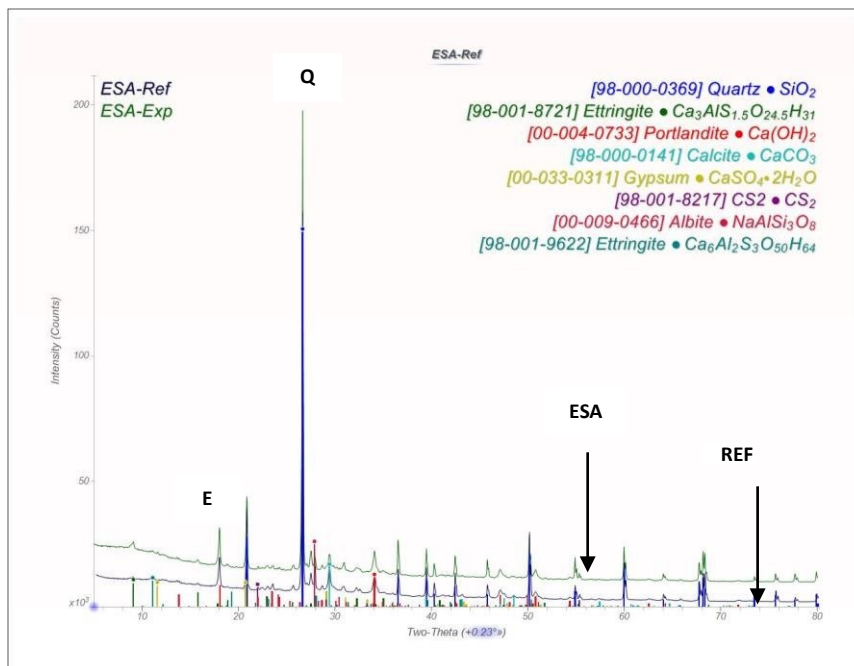 ESA-Ref
Q
ESA-Ref
ESA-Exp
[98-000-0369] Quartz ● SiO2
[98-001-8721] Ettringite ● Ca3AlS1.5O24.5H31
[00-004-0733] Portlandite ● Ca(OH)2
[98-000-0141] Calcite ● CaCO3
[00-033-0311] Gypsum ● CaSO4•2H2O
[98-001-8217] CS2 ● CS2
[00-009-0466] Albite ● NaAlSi3O8
[98-001-9622] Ettringite ● Ca6Al2S3O50H64
Intensity (Counts)
200
150
100
50
x10^3
ESA
REF
E
10 20 30 40 50 60 70 80
Two-Theta (+0.23°»)